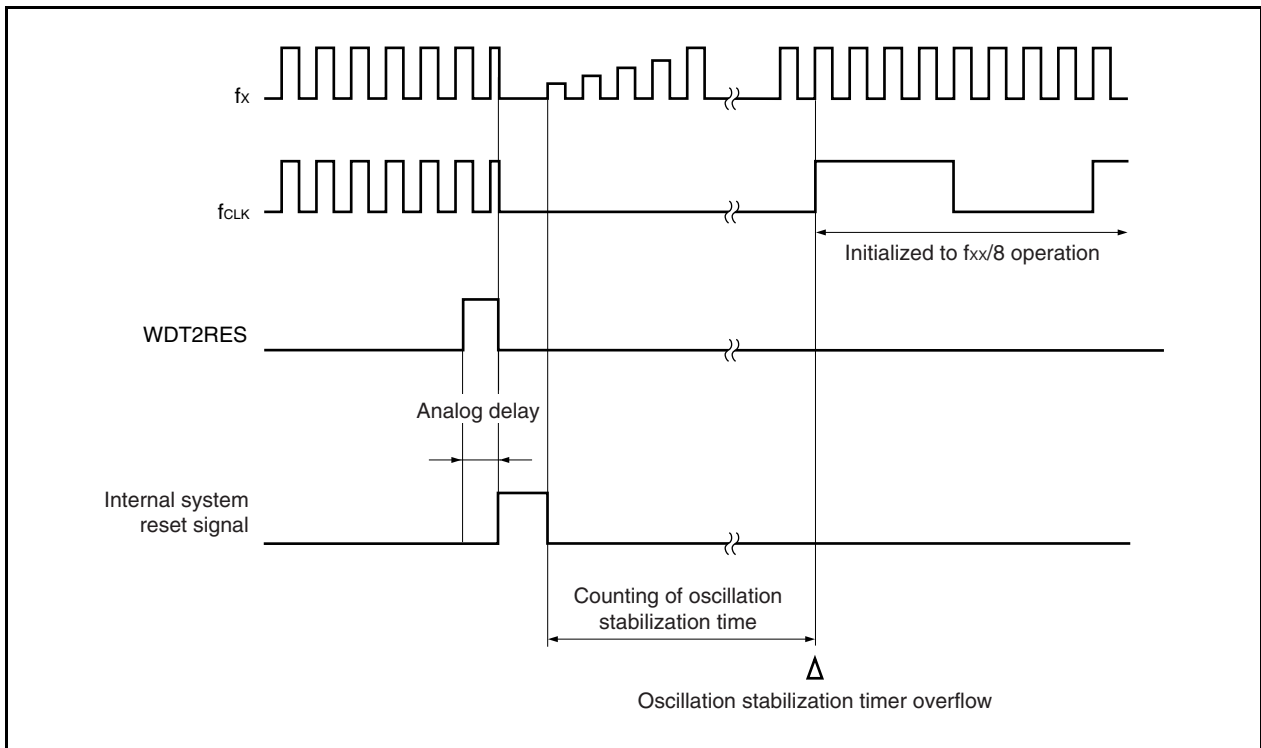 fX
fCLK
Initialized to fXX/8 operation
WDT2RES
Analog delay
Internal system
reset signal
Counting of oscillation
stabilization time
Oscillation stabilization timer overflow